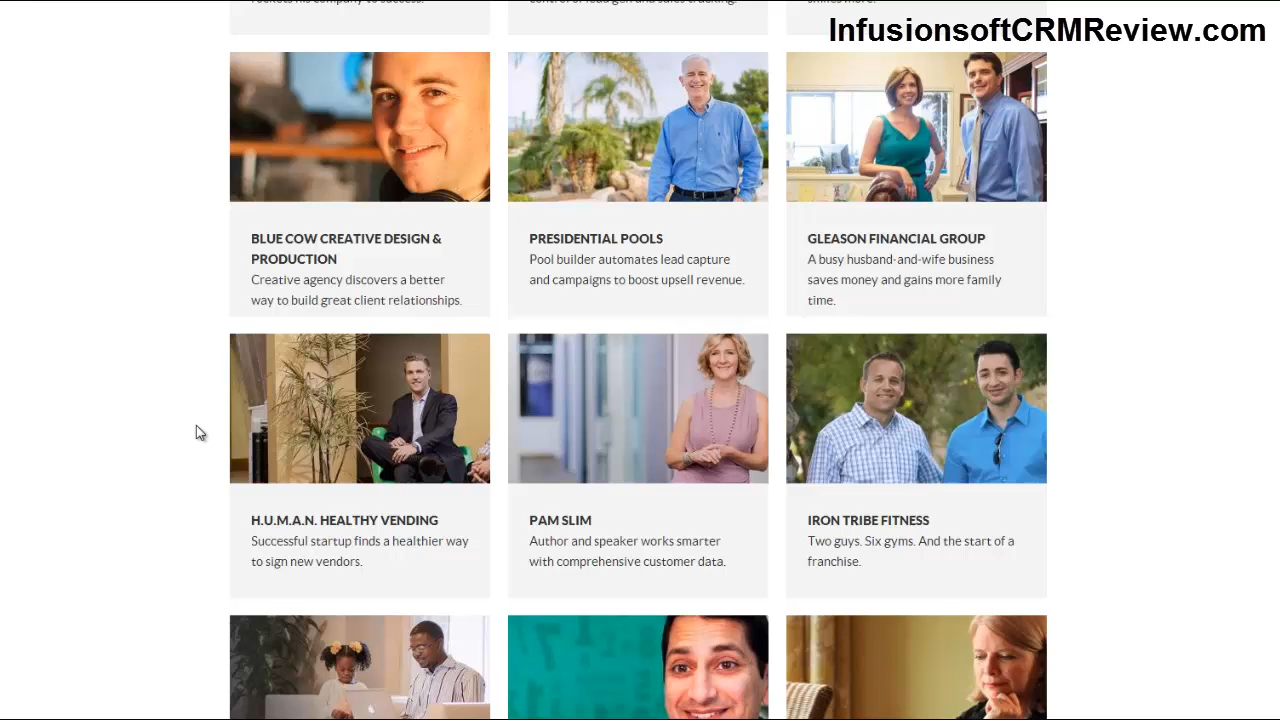 InfusionsoftCRMReview.com
BLUE COW CREATIVE DESIGN &
PRODUCTION
Creative agency discovers a better
way to build great client relationships.
PRESIDENTIAL POOLS
Pool builder automates lead capture
and campaigns to boost upsell revenue.
GLEASON FINANCIAL GROUP
A busy husband-and-wife business
saves money and gains more family
time.
H.U.M.A.N. HEALTHY VENDING
Successful startup finds a healthier way
to sign new vendors.
PAM SLIM
Author and speaker works smarter
with comprehensive customer data.
IRON TRIBE FITNESS
Two guys. Six gyms. And the start of a
franchise.